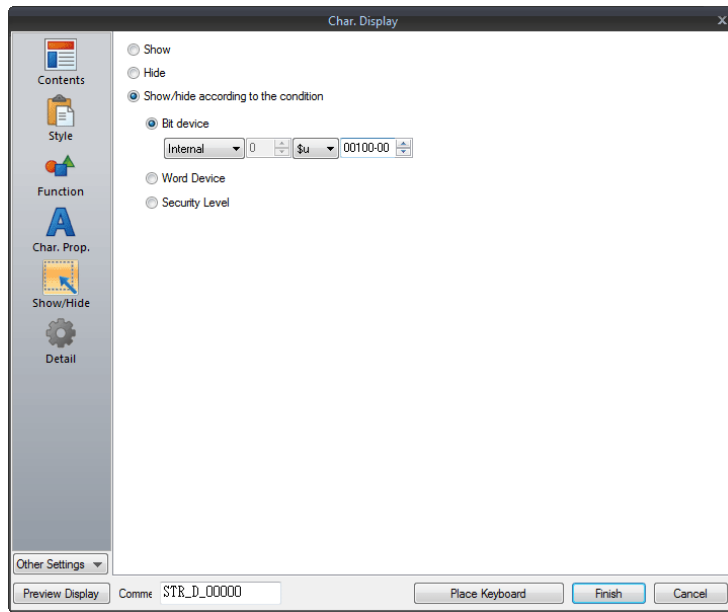 Char. Display
Contents
Style
Function
Char. Prop.
Show/Hide
Detail
Other Settings
Show
Hide
Show/hide according to the condition
Bit device
Internal 0 $u 00100-00
Word Device
Security Level
Preview Display Comme STR_D_00000 Place Keyboard Finish Cancel